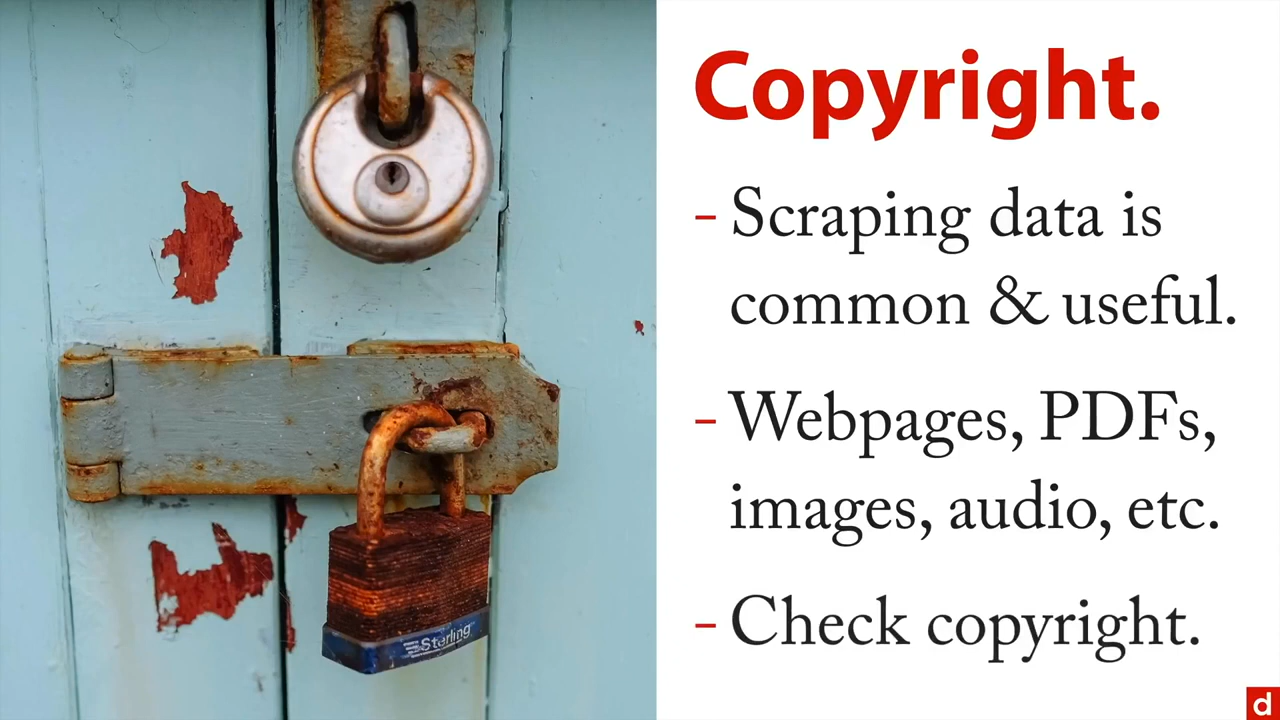 Copyright.
- Scraping data is
common & useful.
- Webpages, PDFs,
images, audio, etc.
- Check copyright.
Sterling
d